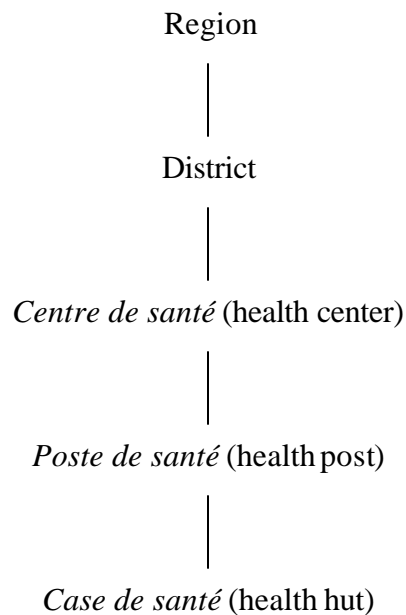 Region
District
Centre de santé (health center)
Poste de santé (health post)
Case de santé (health hut)